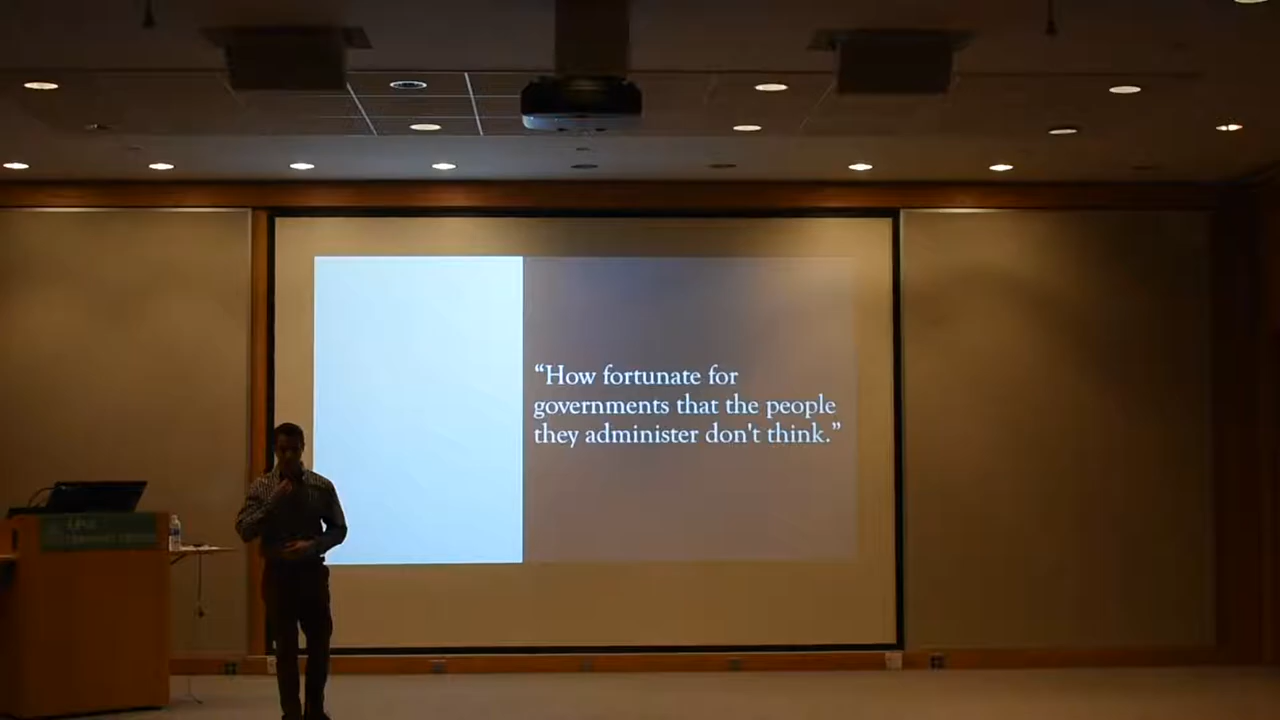 “How fortunate for
governments that the people
they administer don't think.”